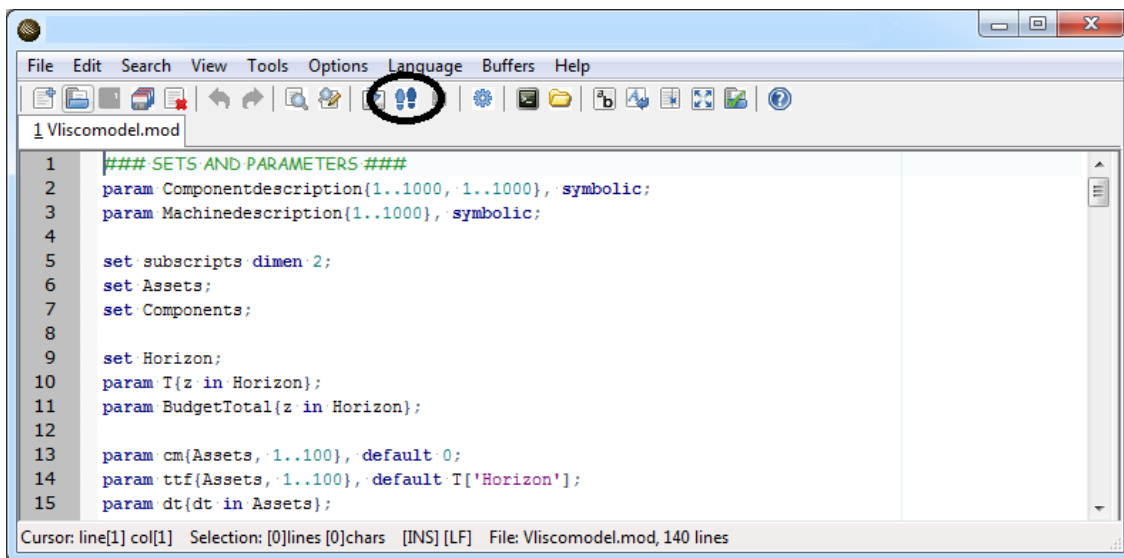 File Edit Search View Tools Options Language Buffers Help
1 Vliscomodel.mod
1 ### SETS AND PARAMETERS ###
2 param Componentdescription{1..1000, 1..1000}, symbolic;
3 param Machinedescription{1..1000}, symbolic;
4
5 set subscripts dimen 2;
6 set Assets;
7 set Components;
8
9 set Horizon;
10 param T{z in Horizon};
11 param BudgetTotal{z in Horizon};
12
13 param cm{Assets, 1..100}, default 0;
14 param ttf{Assets, 1..100}, default T['Horizon'];
15 param dt{dt in Assets};
Cursor: line[1] col[1] Selection: [0]lines [0]chars [INS] [LF] File: Vliscomodel.mod, 140 lines